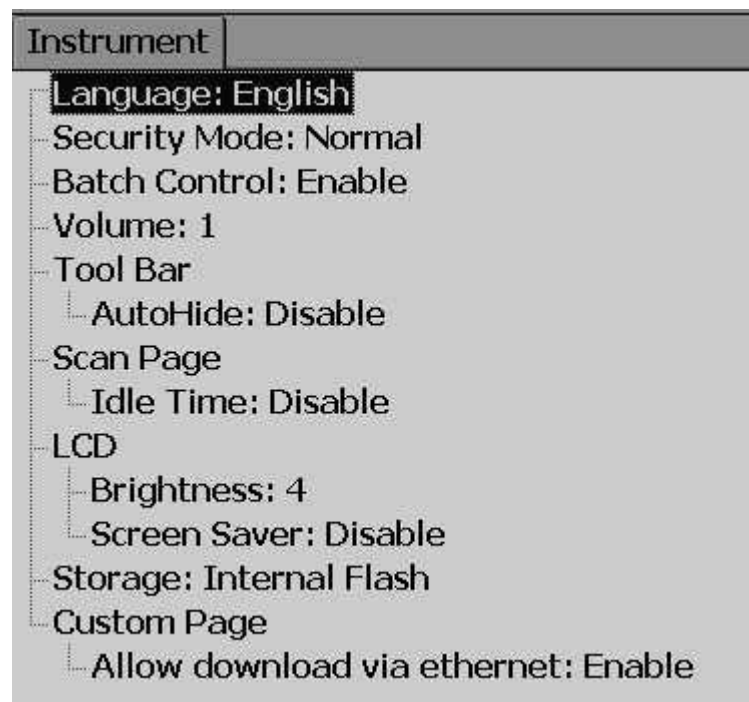 Instrument
Language: English
Security Mode: Normal
Batch Control: Enable
Volume: 1
Tool Bar
AutoHide: Disable
Scan Page
Idle Time: Disable
LCD
Brightness: 4
Screen Saver: Disable
Storage: Internal Flash
Custom Page
Allow download via ethernet: Enable